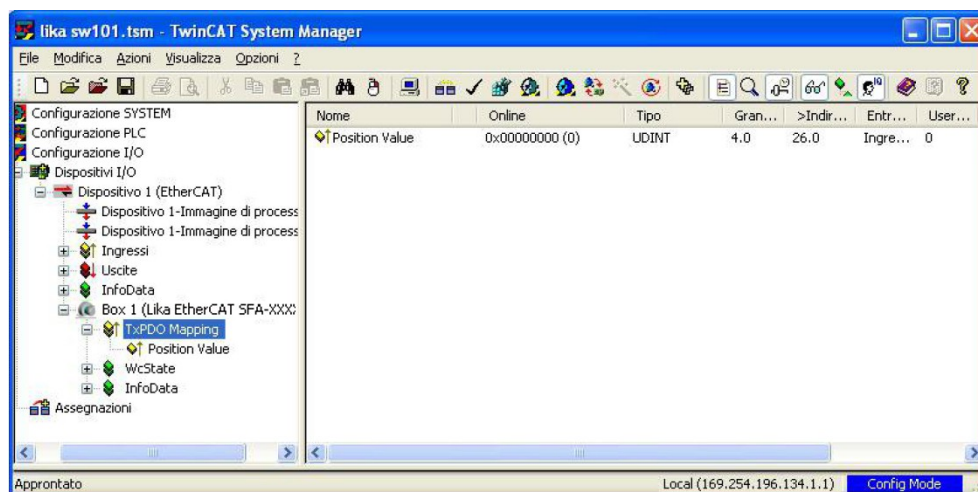 lika sw101.tsm - TwinCAT System Manager
File Modifica Azioni Visualizza Opzioni ?
Configurazione SYSTEM
Configurazione PLC
Configurazione I/O
Dispositivi I/O
Dispositivo 1 (EtherCAT)
Dispositivo 1-Immagine di process
Dispositivo 1-Immagine di process
Ingressi
Uscite
InfoData
Box 1 (Lika EtherCAT SFA-XXX
TxPDO Mapping
Position Value
WcState
InfoData
Assegnazioni
Nome Online Tipo Gran... >Indir... Entr... User...
Position Value 0x00000000 (0) UDINT 4.0 26.0 Ingre... 0
Approntato Local (169.254.196.134.1.1) Config Mode